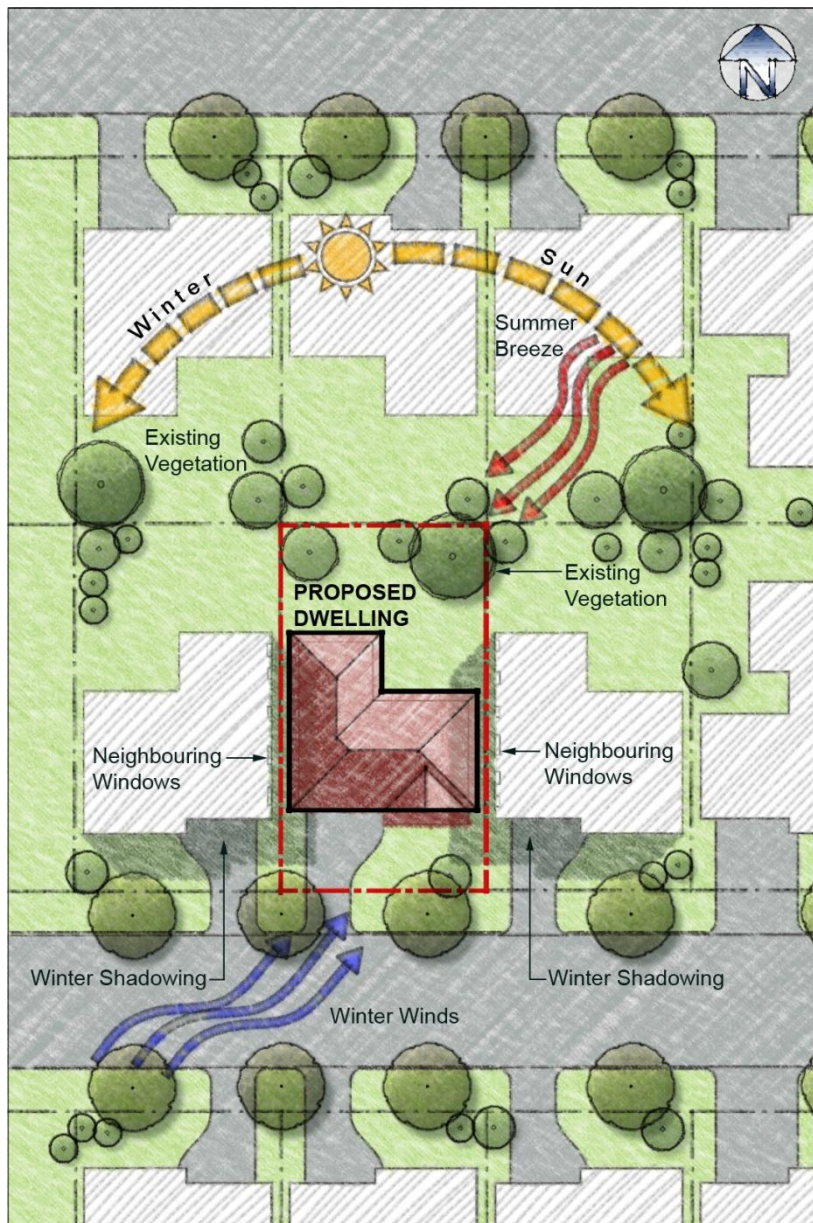 N
Winter
Sun
Summer
Breeze
Existing
Vegetation
Existing
Vegetation
PROPOSED
DWELLING
Neighbouring
Windows
Neighbouring
Windows
Winter Shadowing
Winter Shadowing
Winter Winds